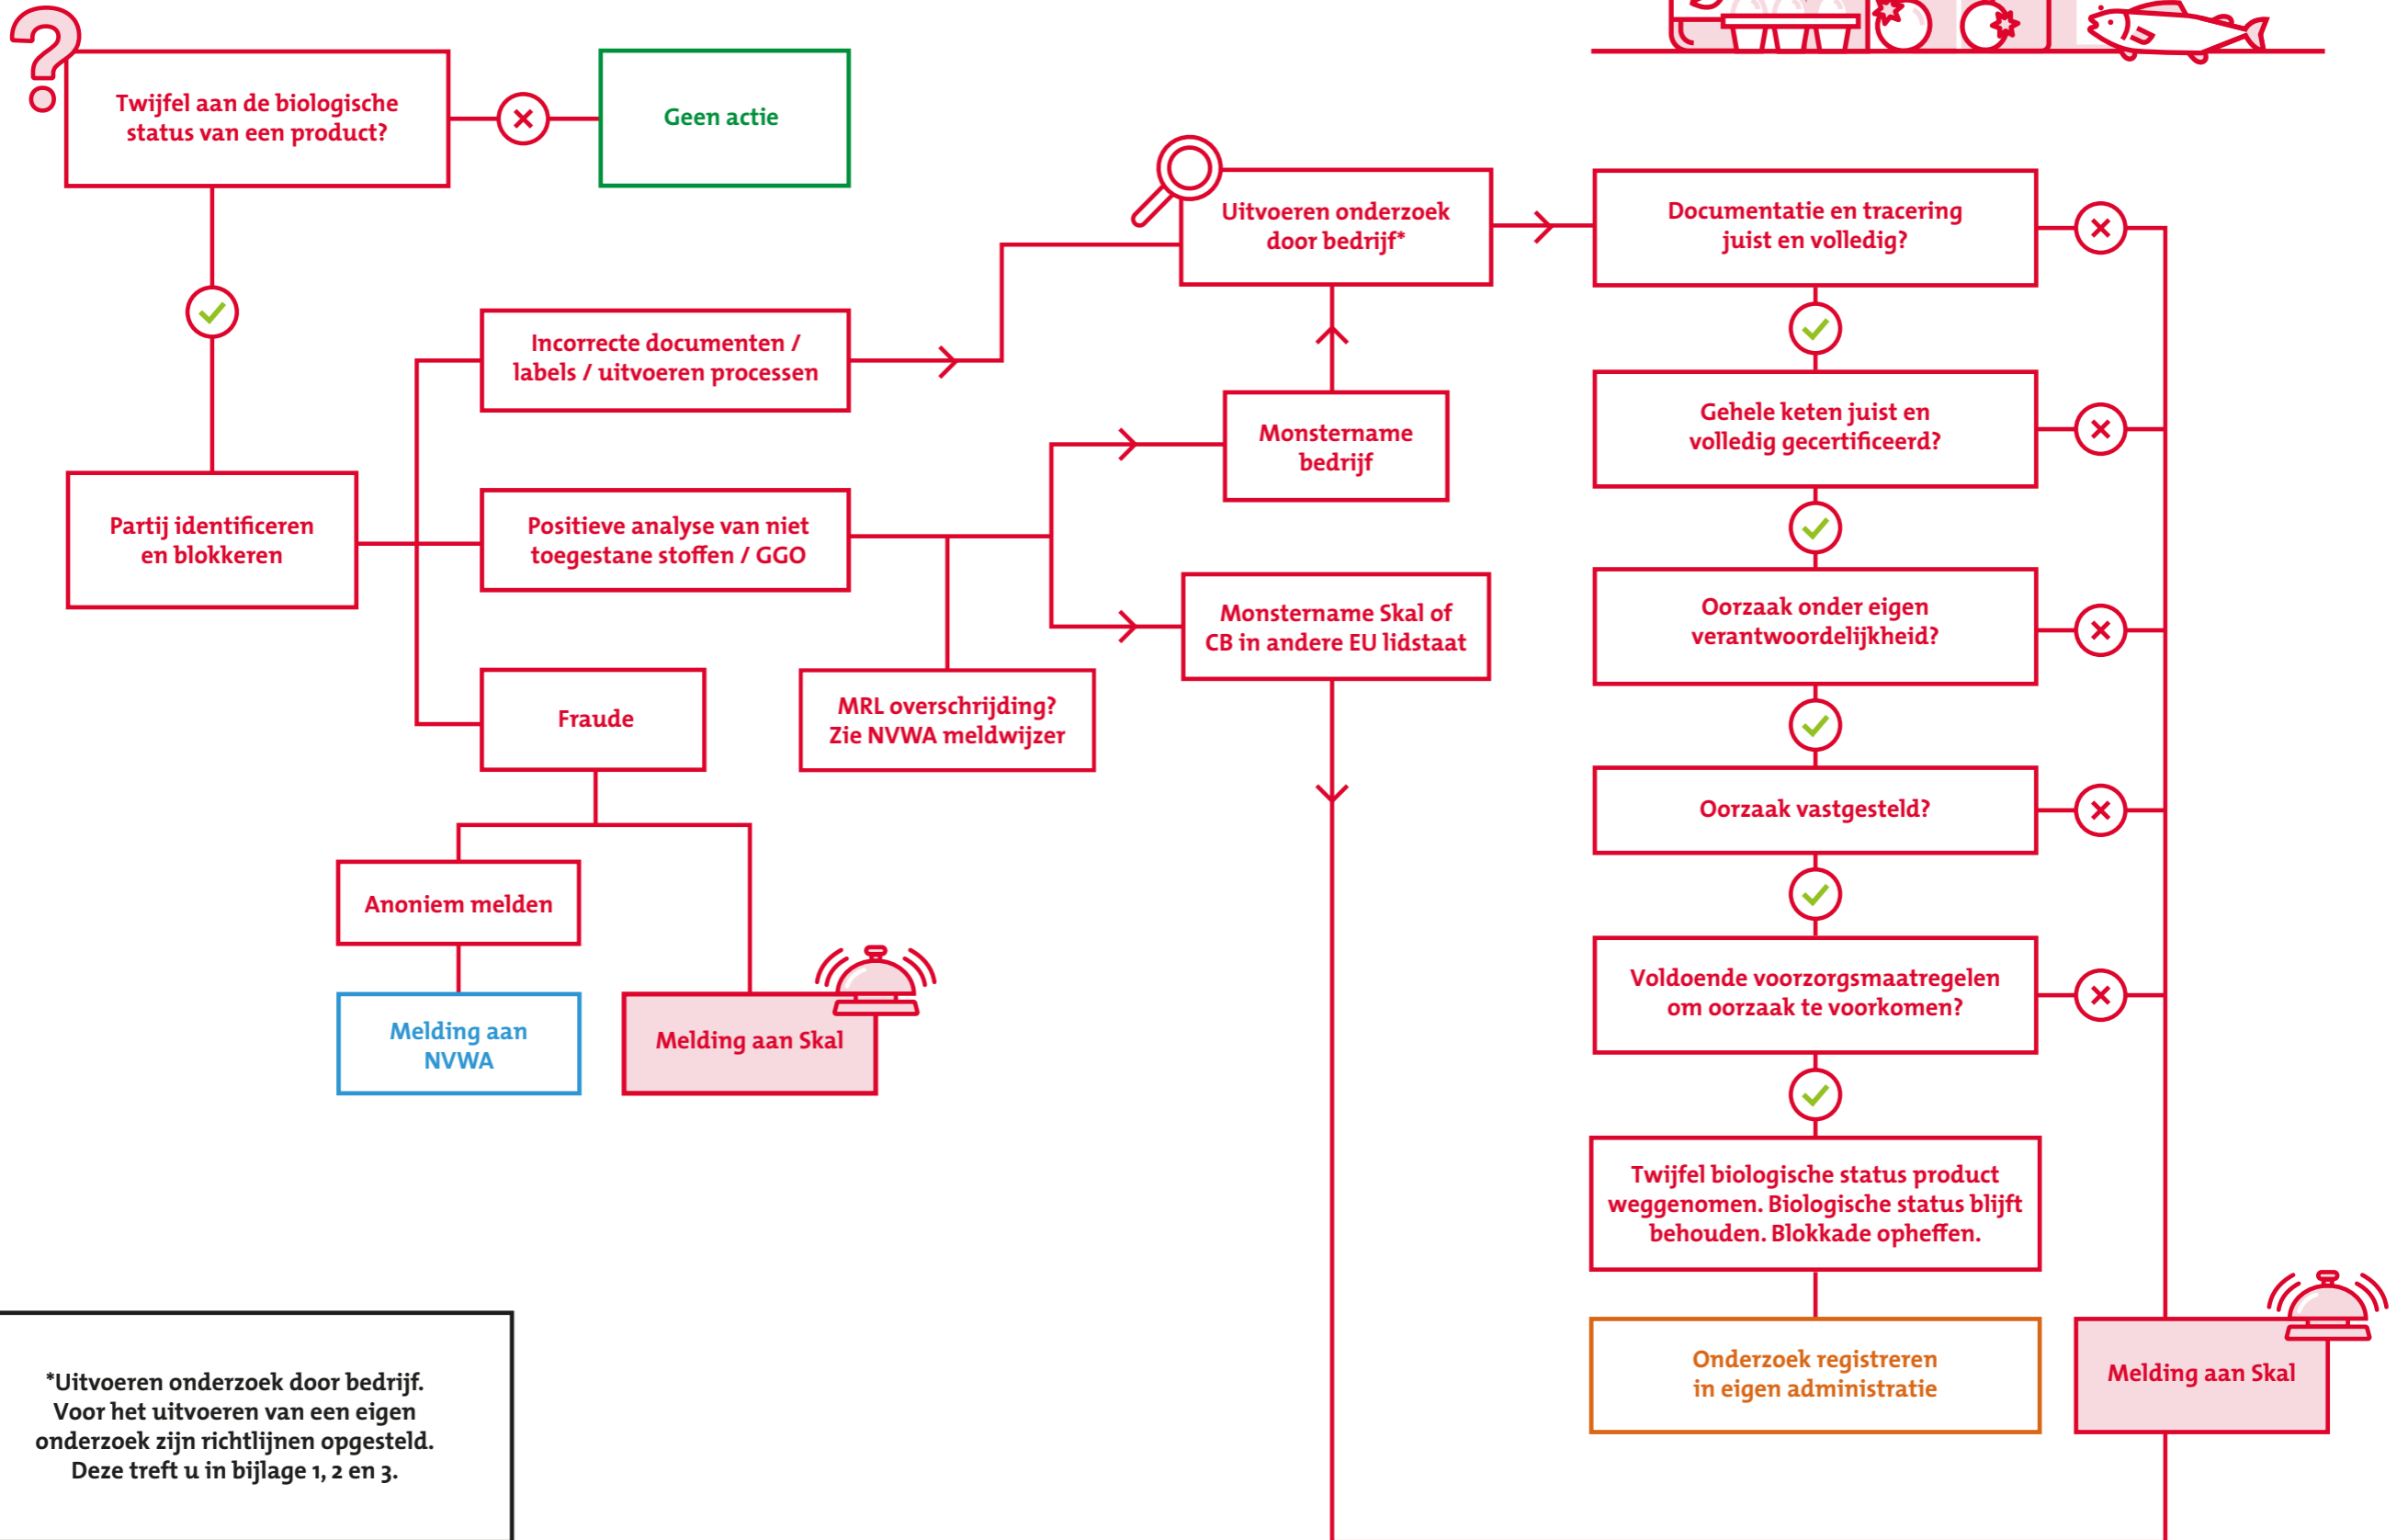 Twijfel aan de biologische
status van een product?
Geen actie
Uitvoeren onderzoek
door bedrijf*
Documentatie en tracering
juist en volledig?
Incorrecte documenten /
labels / uitvoeren processen
Gehele keten juist en
volledig gecertificeerd?
Monstername
bedrijf
Partij identificeren
en blokkeren
Positieve analyse van niet
toegestane stoffen / GGO
Monstername Skal of
CB in andere EU lidstaat
Oorzaak onder eigen
verantwoordelijkheid?
Fraude
MRL overschrijding?
Zie NVWA meldwijzer
Oorzaak vastgesteld?
Anoniem melden
Melding aan
NVWA
Melding aan Skal
Voldoende voorzorgsmaatregelen
om oorzaak te voorkomen?
Twijfel biologische status product
weggenomen. Biologische status blijft
behouden. Blokkade opheffen.
Onderzoek registreren
in eigen administratie
Melding aan Skal
*Uitvoeren onderzoek door bedrijf.
Voor het uitvoeren van een eigen
onderzoek zijn richtlijnen opgesteld.
Deze treft u in bijlage 1, 2 en 3.